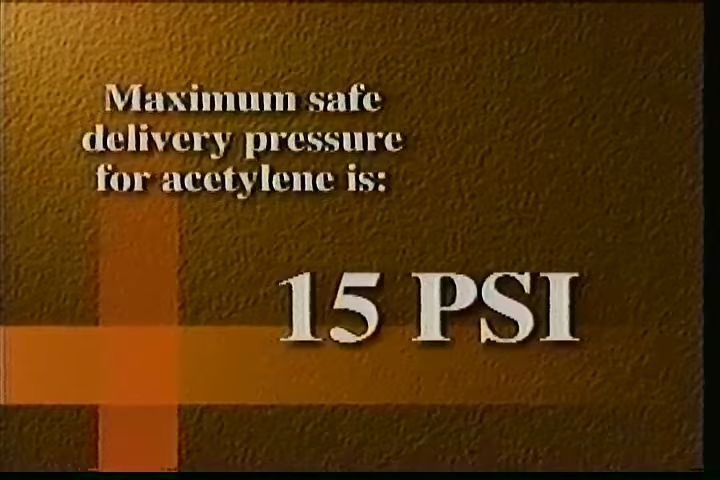 Maximum safe
delivery pressure
for acetylene is:
15 PSI